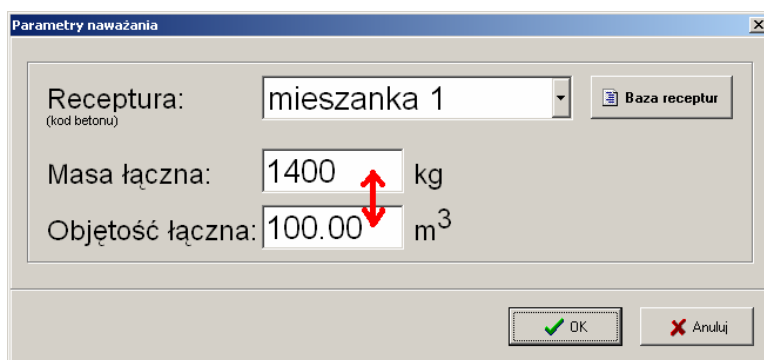 Parametry naważania
Receptura: mieszanka 1 Baza receptur
(kod betonu)
Masa łączna: 1400 kg
Objętość łączna: 100.00 m³
OK Anuluj